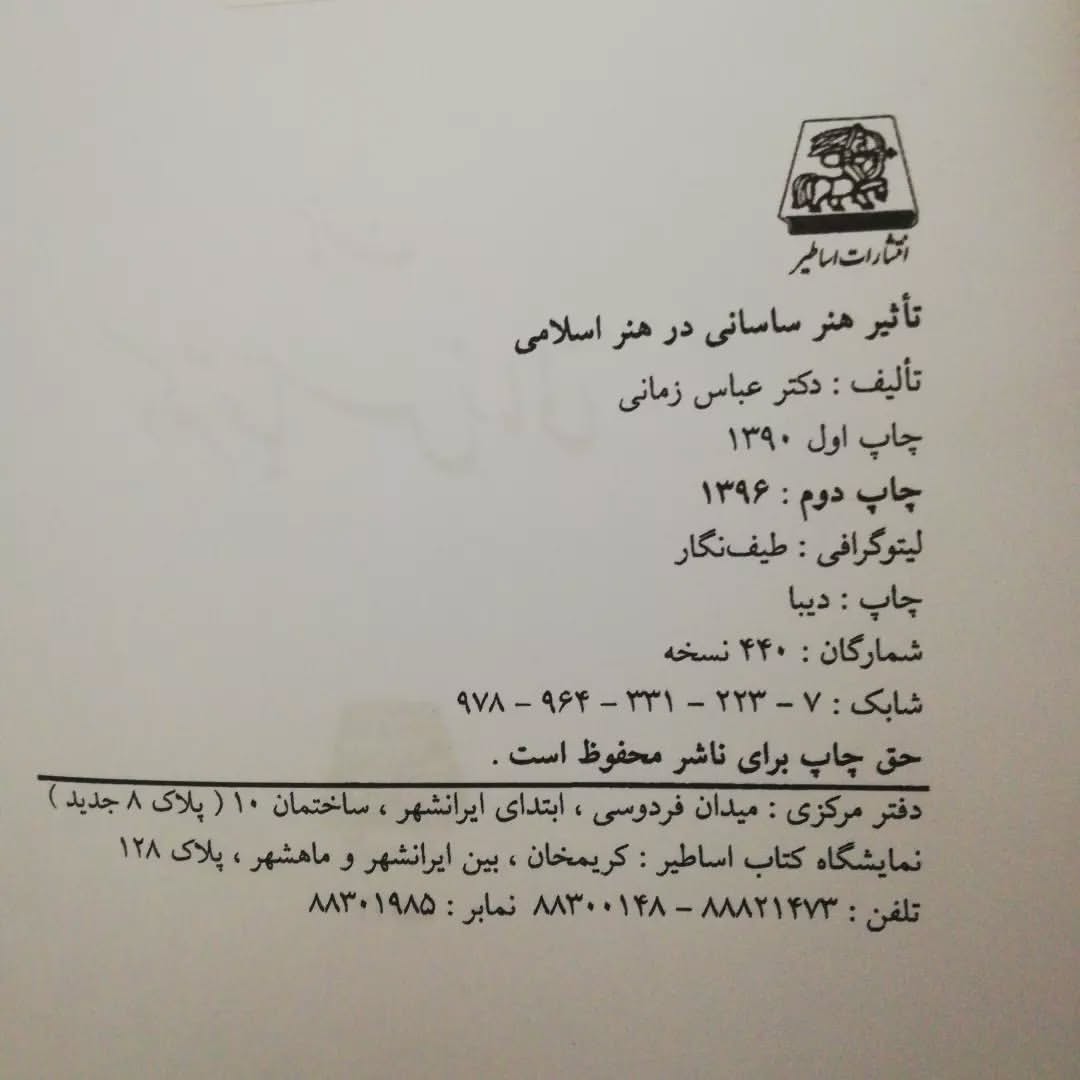 انتشارات اساطیر
تأثیر هنر ساسانی در هنر اسلامی
تألیف : دکتر عباس زمانی
چاپ اول ۱۳۹۰
چاپ دوم : ۱۳۹۶
لیتوگرافی : طیف‌نگار
چاپ : دیبا
شمارگان : ۴۴۰ نسخه
شابک : ۷ – ۲۲۳ – ۳۳۱ – ۹۶۴ – ۹۷۸
حق چاپ برای ناشر محفوظ است .
دفتر مرکزی : میدان فردوسی ، ابتدای ایرانشهر ، ساختمان ۱۰ ( پلاک ۸ جدید )
نمایشگاه کتاب اساطیر : کریمخان ، بین ایرانشهر و ماهشهر ، پلاک ۱۲۸
تلفن : ۸۸۸۲۱۴۷۳ – ۸۸۳۰۰۱۴۸ نمابر : ۸۸۳۰۱۹۸۵